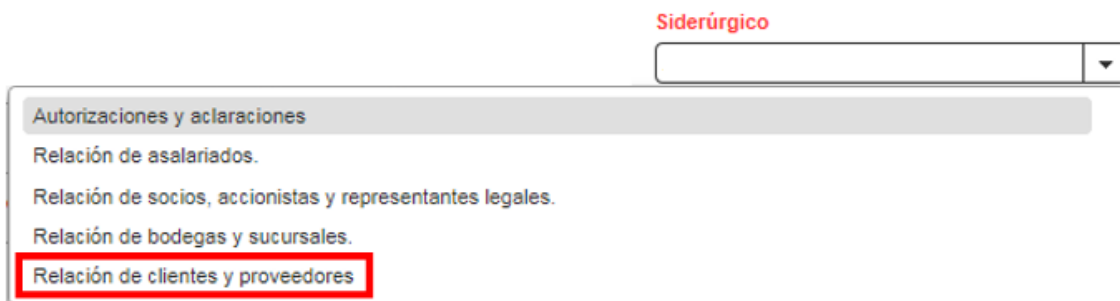 Siderúrgico
Autorizaciones y aclaraciones
Relación de asalariados.
Relación de socios, accionistas y representantes legales.
Relación de bodegas y sucursales.
Relación de clientes y proveedores